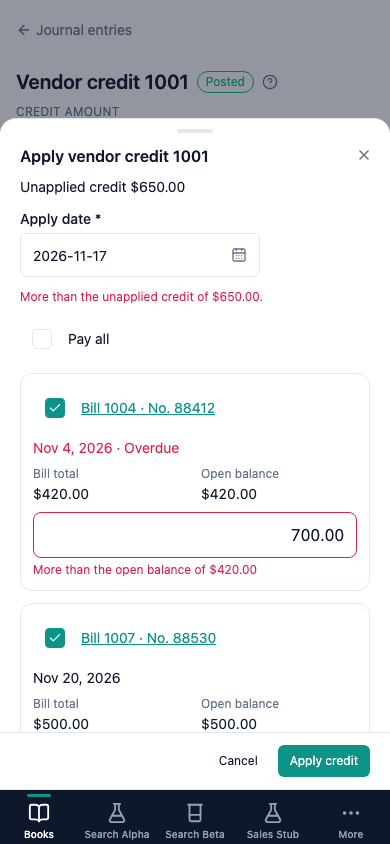 Journal entries
Vendor credit 1001 Posted
CREDIT AMOUNT
Apply vendor credit 1001
Unapplied credit $650.00
Apply date *
2026-11-17
More than the unapplied credit of $650.00.
Pay all
Bill 1004 · No. 88412
Nov 4, 2026 · Overdue
Bill total Open balance
$420.00 $420.00
700.00
More than the open balance of $420.00
Bill 1007 · No. 88530
Nov 20, 2026
Bill total Open balance
$500.00 $500.00
Cancel Apply credit
Books Search Alpha Search Beta Sales Stub More